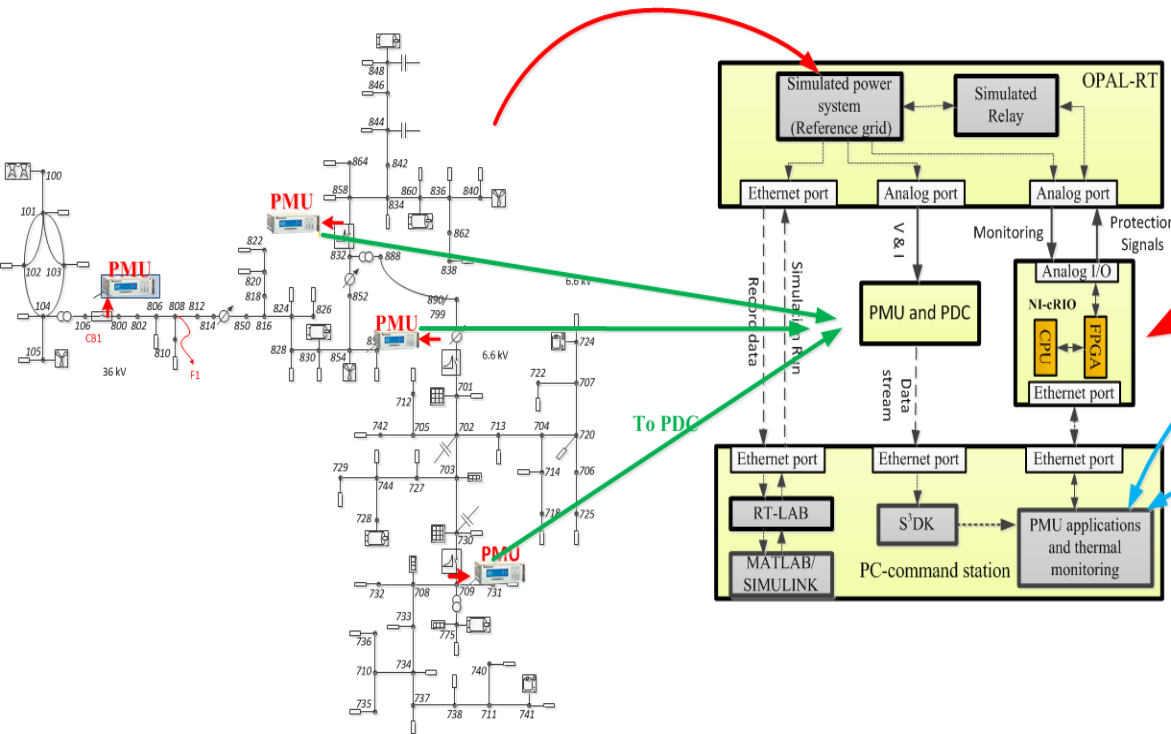 848
846
844
842
864
858
860
836
840
834
862
838
PMU
832
888
6.6 kV
852
890/
799
100
101
102
103
104
105
PMU
106
800
802
806
808
812
814
850
816
CB1
810
F1
36 kV
822
820
818
824
826
828
830
854
PMU
6.6 kV
724
722
707
701
712
742
705
702
713
704
720
729
744
727
703
714
706
728
718
725
730
PMU
732
708
709
731
733
775
736
734
710
740
735
737
738
711
741
To PDC
OPAL-RT
Simulated power
system
(Reference grid)
Simulated
Relay
Ethernet port
Analog port
Analog port
Record data
Simulation Run
V & I
Monitoring
Protection
Signals
PMU and PDC
Analog I/O
NI-cRIO
CPU
FPGA
Ethernet port
Data
stream
Ethernet port
Ethernet port
Ethernet port
RT-LAB
MATLAB/
SIMULINK
S³DK
PMU applications
and thermal
monitoring
PC-command station